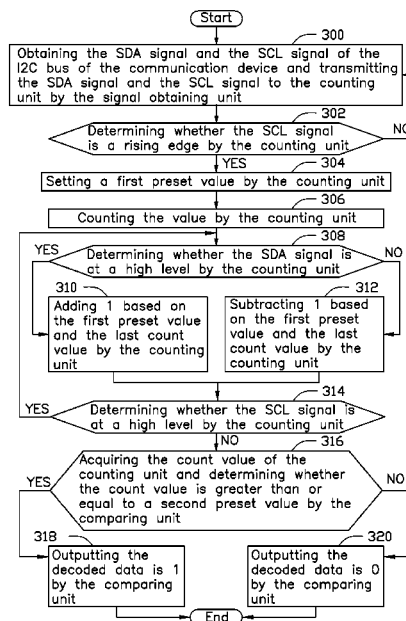 Start
300
Obtaining the SDA signal and the SCL signal of the
I2C bus of the communication device and transmitting
the SDA signal and the SCL signal to the counting
unit by the signal obtaining unit
302
Determining whether the SCL signal
is a rising edge by the counting unit
NO
YES
304
Setting a first preset value by the counting unit
306
Counting the value by the counting unit
308
YES
Determining whether the SDA signal is
at a high level by the counting unit
NO
310
Adding 1 based on
the first preset value
and the last count
value by the counting
unit
312
Subtracting 1 based
on the first preset
value and the last
count value by the
counting unit
314
Determining whether the SCL signal is
at a high level by the counting unit
YES
NO
316
YES
Acquiring the count value of the
counting unit and determining whether
the count value is greater than or
equal to a second preset value by the
comparing unit
NO
318
Outputting the
decoded data is 1
by the comparing
unit
320
Outputting the
decoded data is 0
by the comparing
unit
End